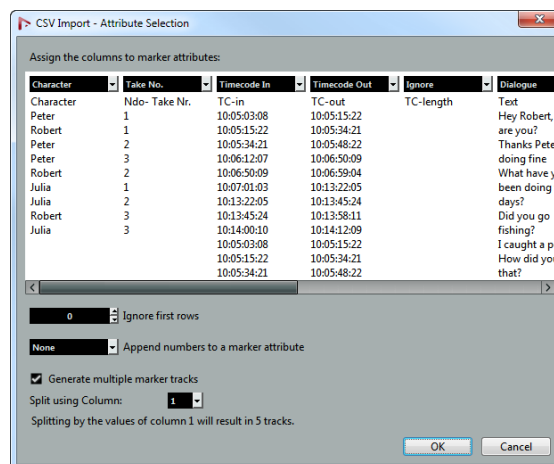 CSV Import - Attribute Selection
Assign the columns to marker attributes:
Character Take No. Timecode In Timecode Out Ignore Dialogue
Character Ndo- Take Nr. TC-in TC-out TC-length Text
Peter 1 10:05:03:08 10:05:15:22 Hey Robert,
Robert 1 10:05:15:22 10:05:34:21 are you?
Peter 2 10:05:34:21 10:05:48:22 Thanks Pete
Peter 3 10:06:12:07 10:06:50:09 doing fine
Robert 2 10:06:50:09 10:06:59:04 What have y
Julia 1 10:07:01:03 10:13:22:05 been doing
Julia 2 10:13:22:05 10:13:45:24 days?
Robert 3 10:13:45:24 10:13:58:11 Did you go
Julia 3 10:14:00:10 10:14:12:09 fishing?
10:05:03:08 10:05:15:22 I caught a p
10:05:15:22 10:05:34:21 How did you
10:05:34:21 10:05:48:22 that?
0 Ignore first rows
None Append numbers to a marker attribute
Generate multiple marker tracks
Split using Column: 1
Splitting by the values of column 1 will result in 5 tracks.
OK Cancel